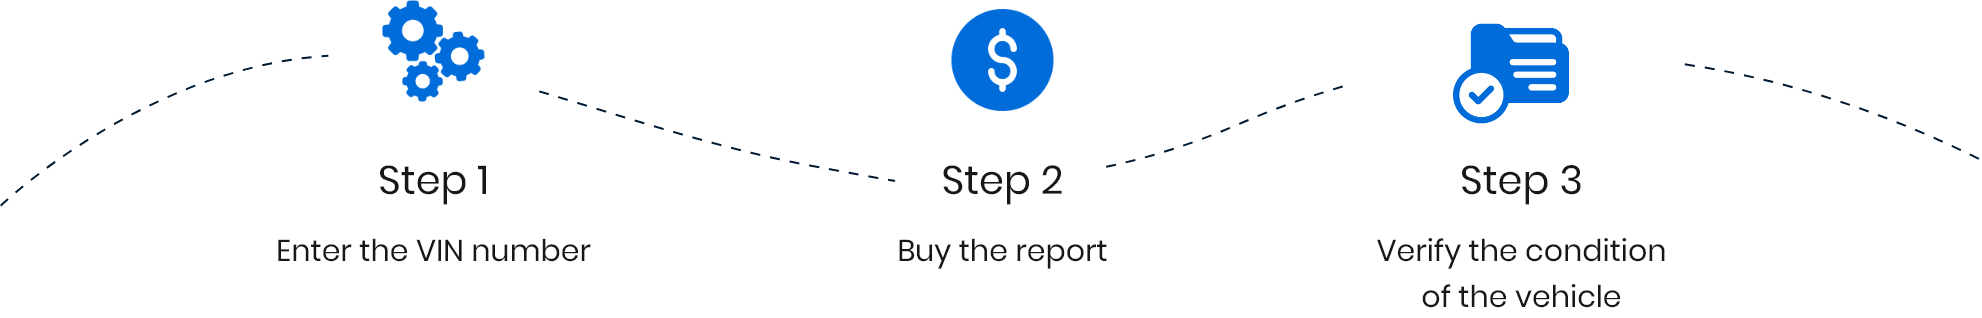 Step 1
Enter the VIN number
Step 2
Buy the report
Step 3
Verify the condition
of the vehicle